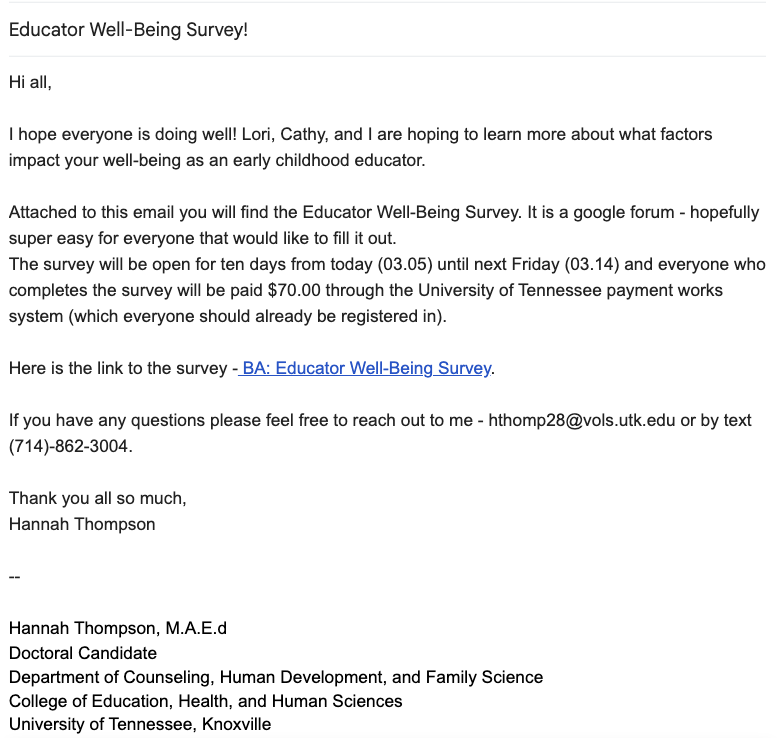 Educator Well-Being Survey!
Hi all,
I hope everyone is doing well! Lori, Cathy, and I are hoping to learn more about what factors
impact your well-being as an early childhood educator.
Attached to this email you will find the Educator Well-Being Survey. It is a google forum - hopefully
super easy for everyone that would like to fill it out.
The survey will be open for ten days from today (03.05) until next Friday (03.14) and everyone who
completes the survey will be paid $70.00 through the University of Tennessee payment works
system (which everyone should already be registered in).
Here is the link to the survey - BA: Educator Well-Being Survey.
If you have any questions please feel free to reach out to me - hthomp28@vols.utk.edu or by text
(714)-862-3004.
Thank you all so much,
Hannah Thompson
--
Hannah Thompson, M.A.E.d
Doctoral Candidate
Department of Counseling, Human Development, and Family Science
College of Education, Health, and Human Sciences
University of Tennessee, Knoxville